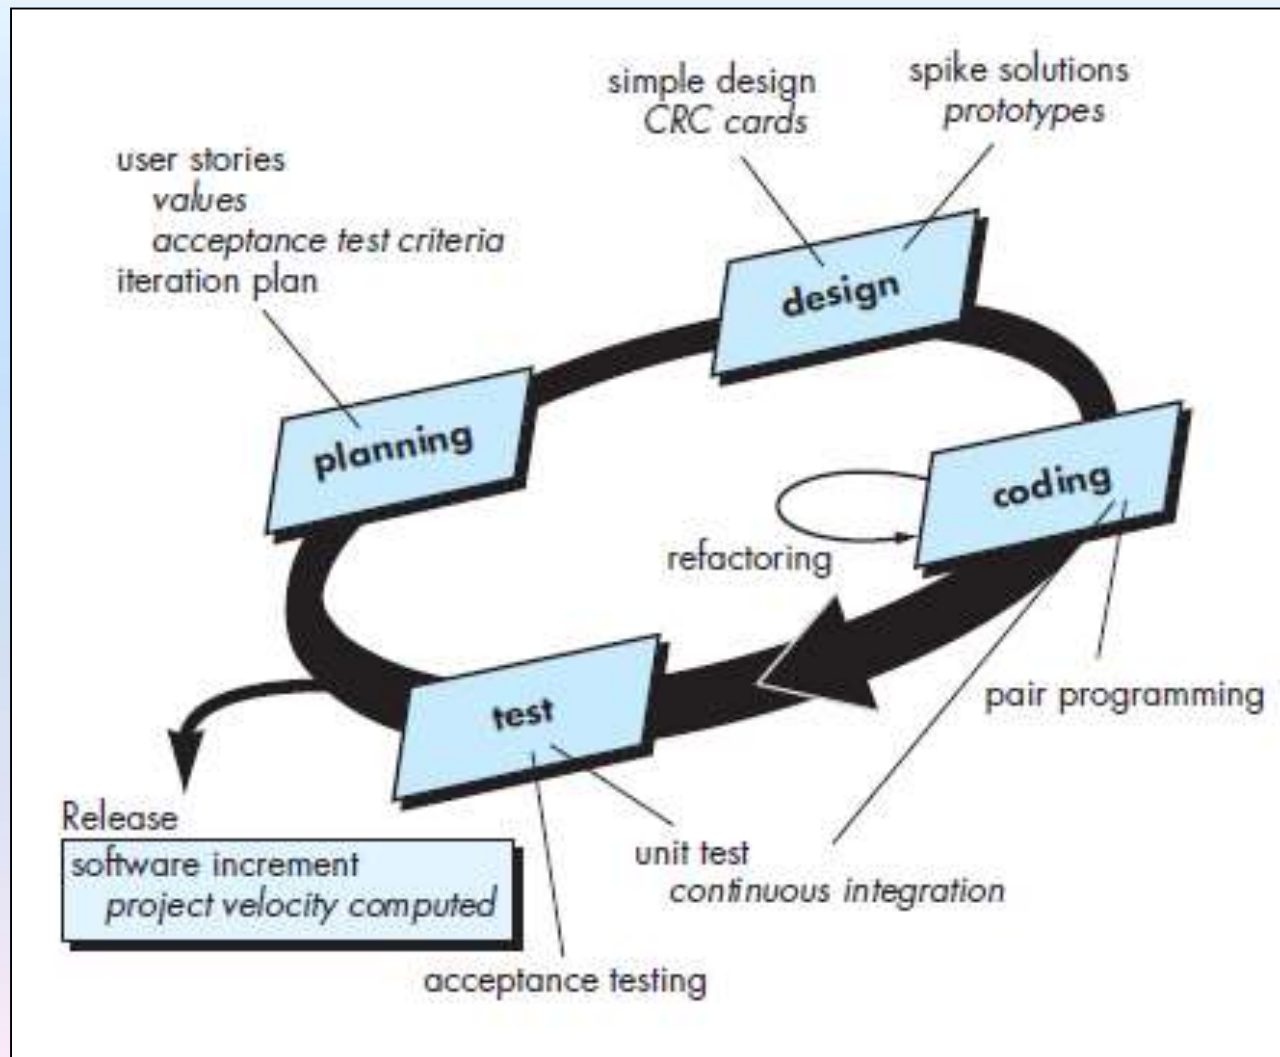 simple design
CRC cards
spike solutions
prototypes
user stories
values
acceptance test criteria
iteration plan
design
planning
coding
refactoring
test
pair programming
Release
software increment
project velocity computed
unit test
continuous integration
acceptance testing